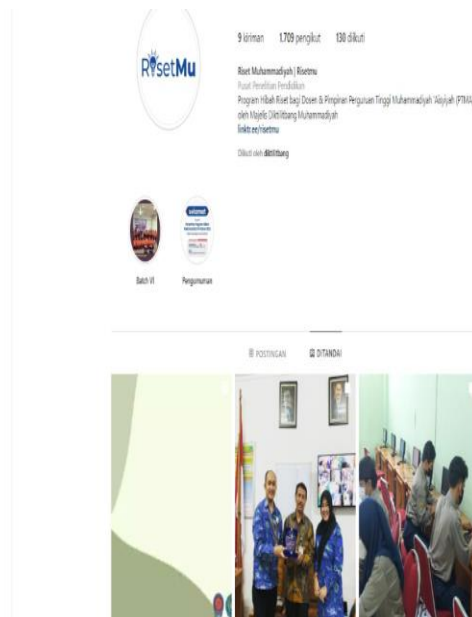 RisetMu
9 kiriman 1.709 pengikut 130 diikuti
Riset Muhammadiyah | Risetmu
Pusat Penelitian Pendidikan
Program Hibah Riset bagi Dosen & Pimpinan Perguruan Tinggi Muhammadiyah 'Aisyiyah (PTMA
oleh Majelis Diktilitbang Muhammadiyah
linktr.ee/risetmu
Diikuti oleh diktilitbang
Batch VI Pengumuman
POSTINGAN DITANDAI